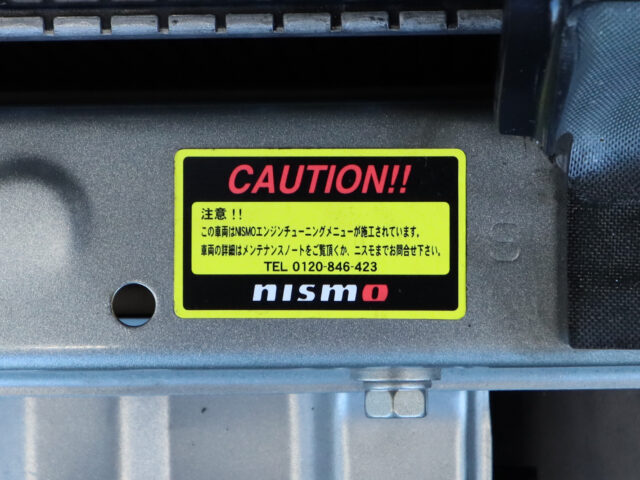 CAUTION!!
注意!!
この車両はNISMOエンジンチューニングメニューが施工されています。
車両の詳細はメンテナンスノートをご覧頂くか、ニスモまでお問合せ下さい。
TEL 0120-846-423
nismo